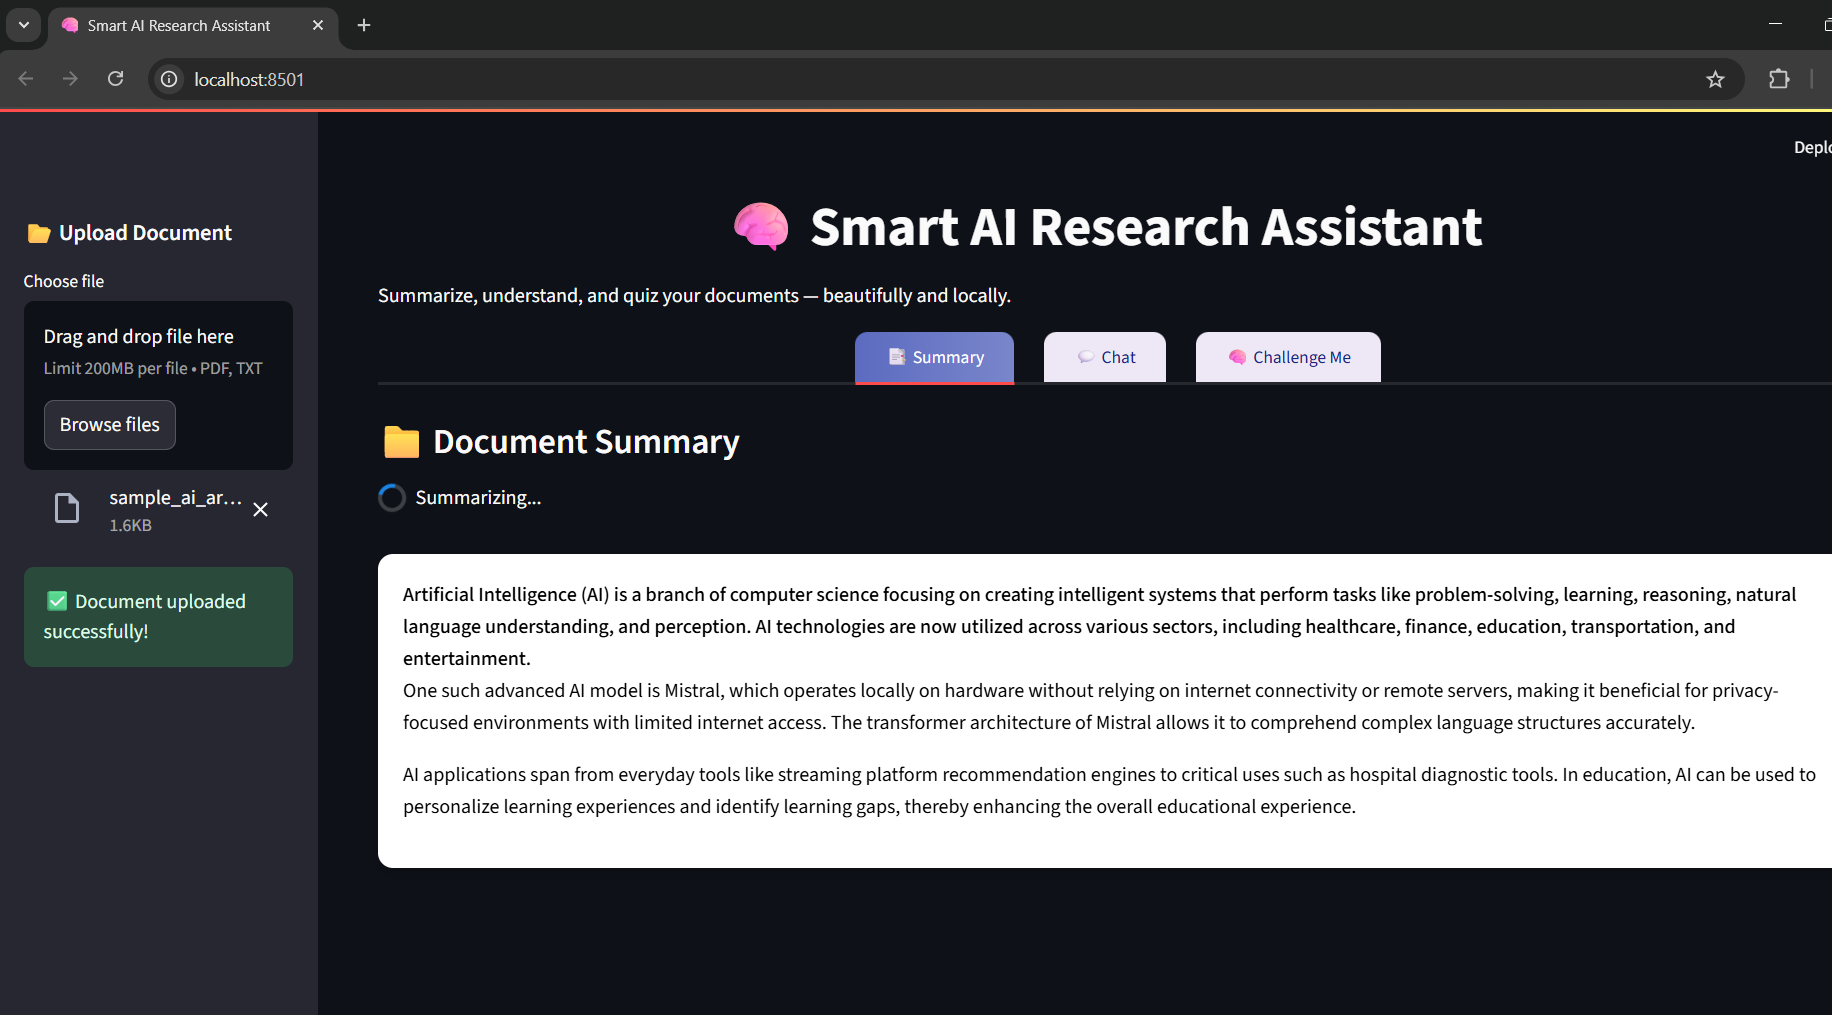 Smart AI Research Assistant
localhost:8501
Deplo
Upload Document
Choose file
Drag and drop file here
Limit 200MB per file • PDF, TXT
Browse files
sample_ai_ar...
1.6KB
Document uploaded
successfully!
Smart AI Research Assistant
Summarize, understand, and quiz your documents — beautifully and locally.
Summary
Chat
Challenge Me
Document Summary
Summarizing...
Artificial Intelligence (AI) is a branch of computer science focusing on creating intelligent systems that perform tasks like problem-solving, learning, reasoning, natural
language understanding, and perception. AI technologies are now utilized across various sectors, including healthcare, finance, education, transportation, and
entertainment.
One such advanced AI model is Mistral, which operates locally on hardware without relying on internet connectivity or remote servers, making it beneficial for privacy-
focused environments with limited internet access. The transformer architecture of Mistral allows it to comprehend complex language structures accurately.
AI applications span from everyday tools like streaming platform recommendation engines to critical uses such as hospital diagnostic tools. In education, AI can be used to
personalize learning experiences and identify learning gaps, thereby enhancing the overall educational experience.